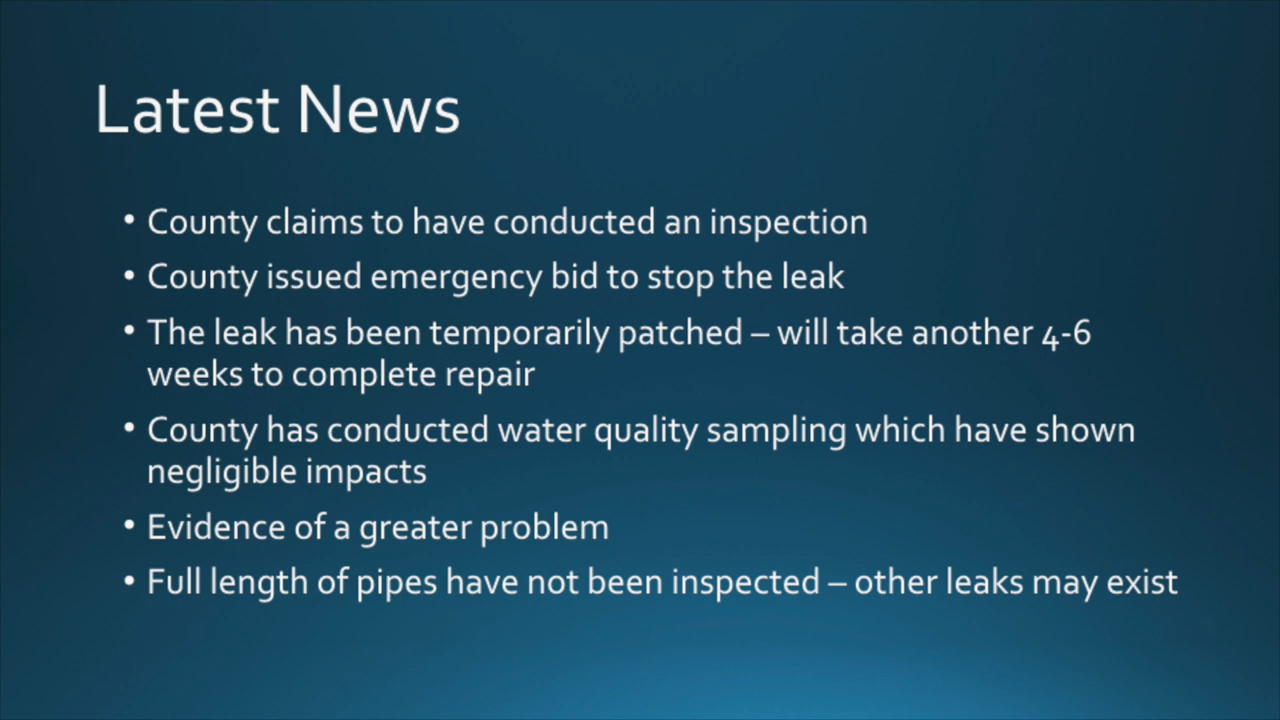 Latest News
• County claims to have conducted an inspection
• County issued emergency bid to stop the leak
• The leak has been temporarily patched – will take another 4-6
weeks to complete repair
• County has conducted water quality sampling which have shown
negligible impacts
• Evidence of a greater problem
• Full length of pipes have not been inspected – other leaks may exist